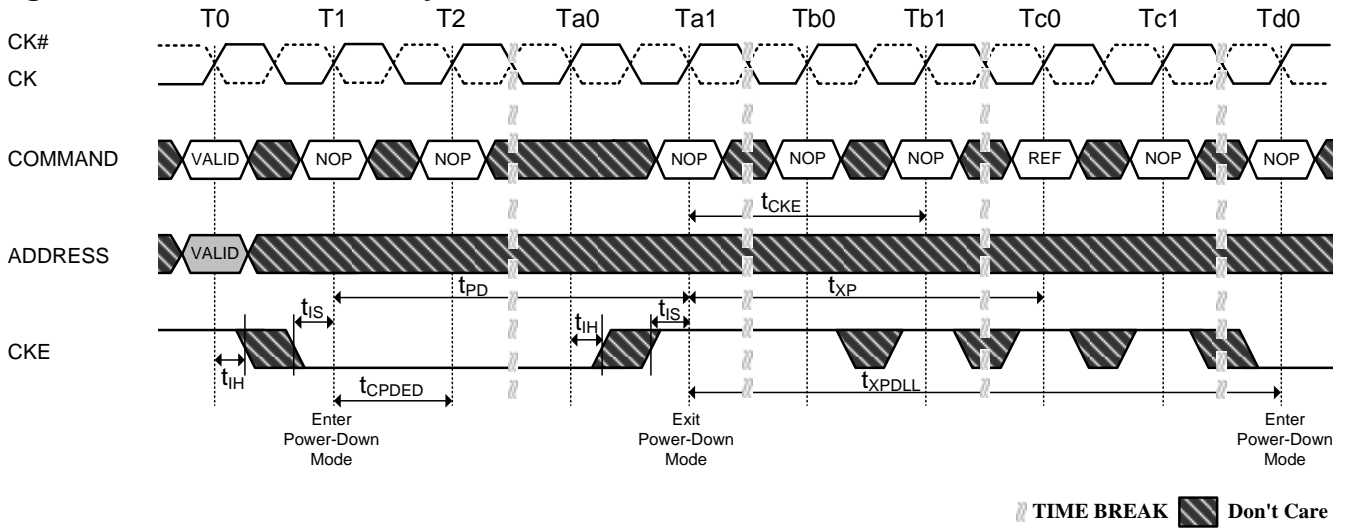 T0 T1 T2 Ta0 Ta1 Tb0 Tb1 Tc0 Tc1 Td0
CK#
CK
COMMAND VALID NOP NOP NOP NOP NOP REF NOP NOP
tCKE
ADDRESS VALID
tPD tXP
tIS tIH tIS
CKE
tIH tCPDED tXPDLL
Enter
Power-Down
Mode
Exit
Power-Down
Mode
Enter
Power-Down
Mode
TIME BREAK Don't Care